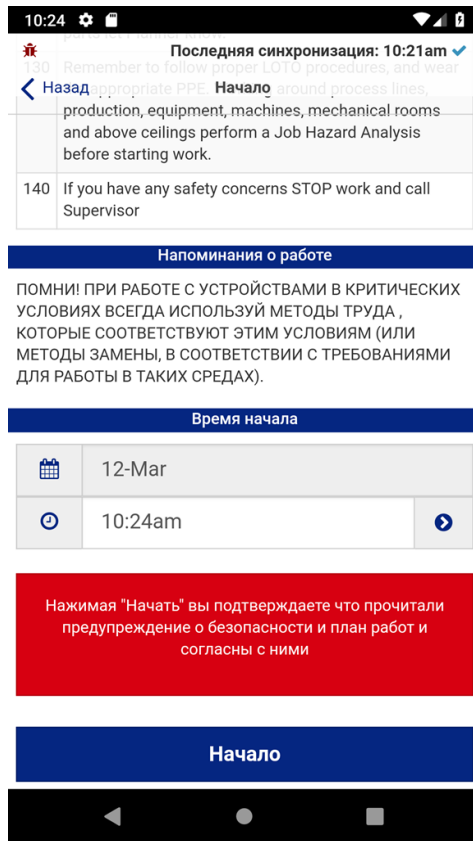 10:24
Последняя синхронизация: 10:21am
parts let Planner know.
130 Remember to follow proper LOTO procedures, and wear
Назад
Начало
appropriate PPE. around process lines,
production, equipment, machines, mechanical rooms
and above ceilings perform a Job Hazard Analysis
before starting work.
140 If you have any safety concerns STOP work and call
Supervisor
Напоминания о работе
ПОМНИ! ПРИ РАБОТЕ С УСТРОЙСТВАМИ В КРИТИЧЕСКИХ
УСЛОВИЯХ ВСЕГДА ИСПОЛЬЗУЙ МЕТОДЫ ТРУДА ,
КОТОРЫЕ СООТВЕТСТВУЮТ ЭТИМ УСЛОВИЯМ (ИЛИ
МЕТОДЫ ЗАМЕНЫ, В СООТВЕТСТВИИ С ТРЕБОВАНИЯМИ
ДЛЯ РАБОТЫ В ТАКИХ СРЕДАХ).
Время начала
12-Mar
10:24am
Нажимая "Начать" вы подтверждаете что прочитали
предупреждение о безопасности и план работ и
согласны с ними
Начало